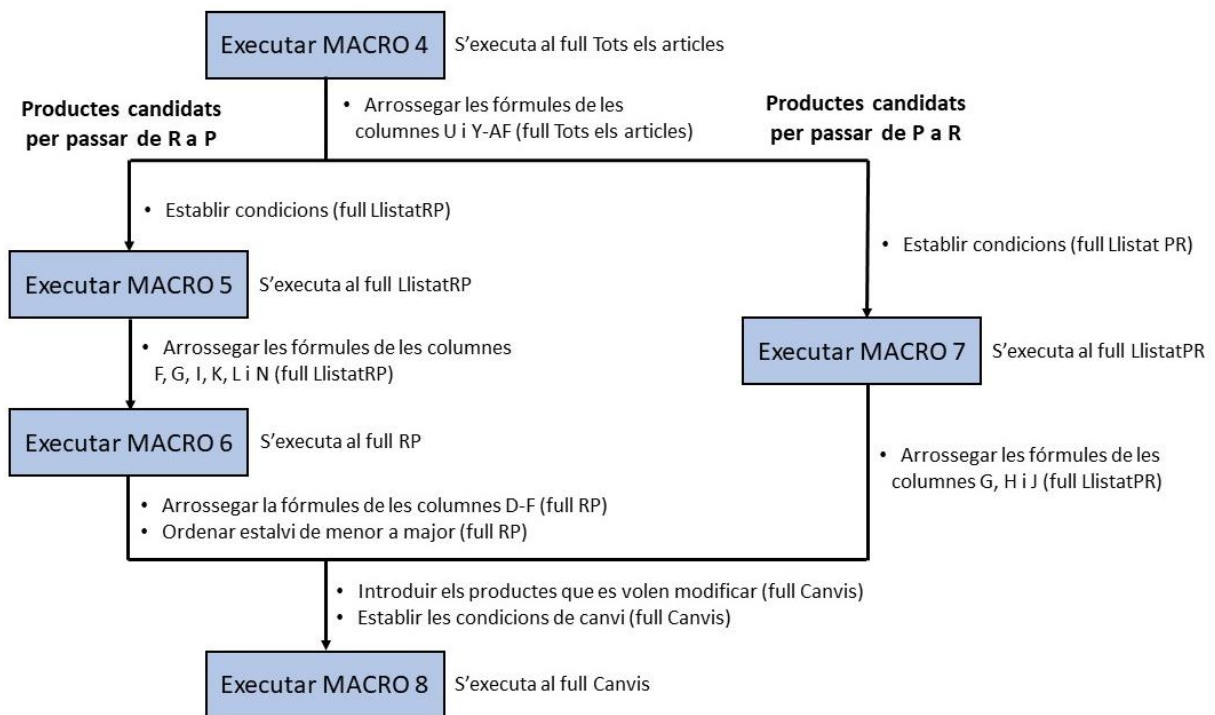 Executar MACRO 4
S'executa al full Tots els articles
Productes candidats
per passar de R a P
• Arrossegar les fórmules de les
columnes U i Y-AF (full Tots els articles)
Productes candidats
per passar de P a R
• Establir condicions (full LlistatRP)
• Establir condicions (full Llistat PR)
Executar MACRO 5
S'executa al full LlistatRP
• Arrossegar les fórmules de les columnes
F, G, I, K, L i N (full LlistatRP)
Executar MACRO 7
S'executa al full LlistatPR
Executar MACRO 6
S'executa al full RP
• Arrossegar les fórmules de les
columnes G, H i J (full LlistatPR)
• Arrossegar la fórmules de les columnes D-F (full RP)
• Ordenar estalvi de menor a major (full RP)
• Introduir els productes que es volen modificar (full Canvis)
• Establir les condicions de canvi (full Canvis)
Executar MACRO 8
S'executa al full Canvis